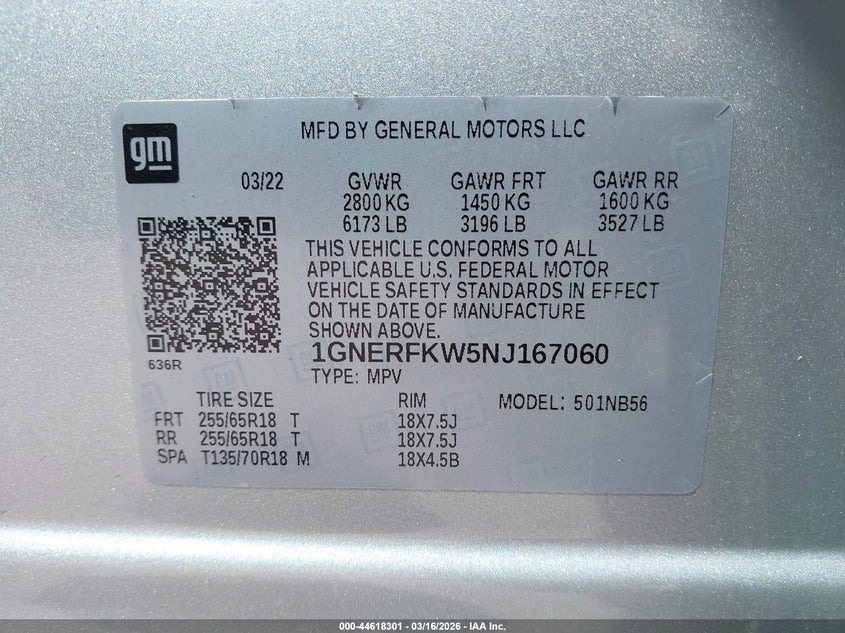 gm
MFD BY GENERAL MOTORS LLC
03/22 GVWR GAWR FRT GAWR RR
2800 KG 1450 KG 1600 KG
6173 LB 3196 LB 3527 LB
THIS VEHICLE CONFORMS TO ALL
APPLICABLE U.S. FEDERAL MOTOR
VEHICLE SAFETY STANDARDS IN EFFECT
ON THE DATE OF MANUFACTURE
SHOWN ABOVE.
636R
1GNERFKW5NJ167060
TYPE: MPV
TIRE SIZE RIM MODEL: 501NB56
FRT 255/65R18 T 18X7.5J
RR 255/65R18 T 18X7.5J
SPA T135/70R18 M 18X4.5B
000-44618301 - 03/16/2026 - IAA Inc.